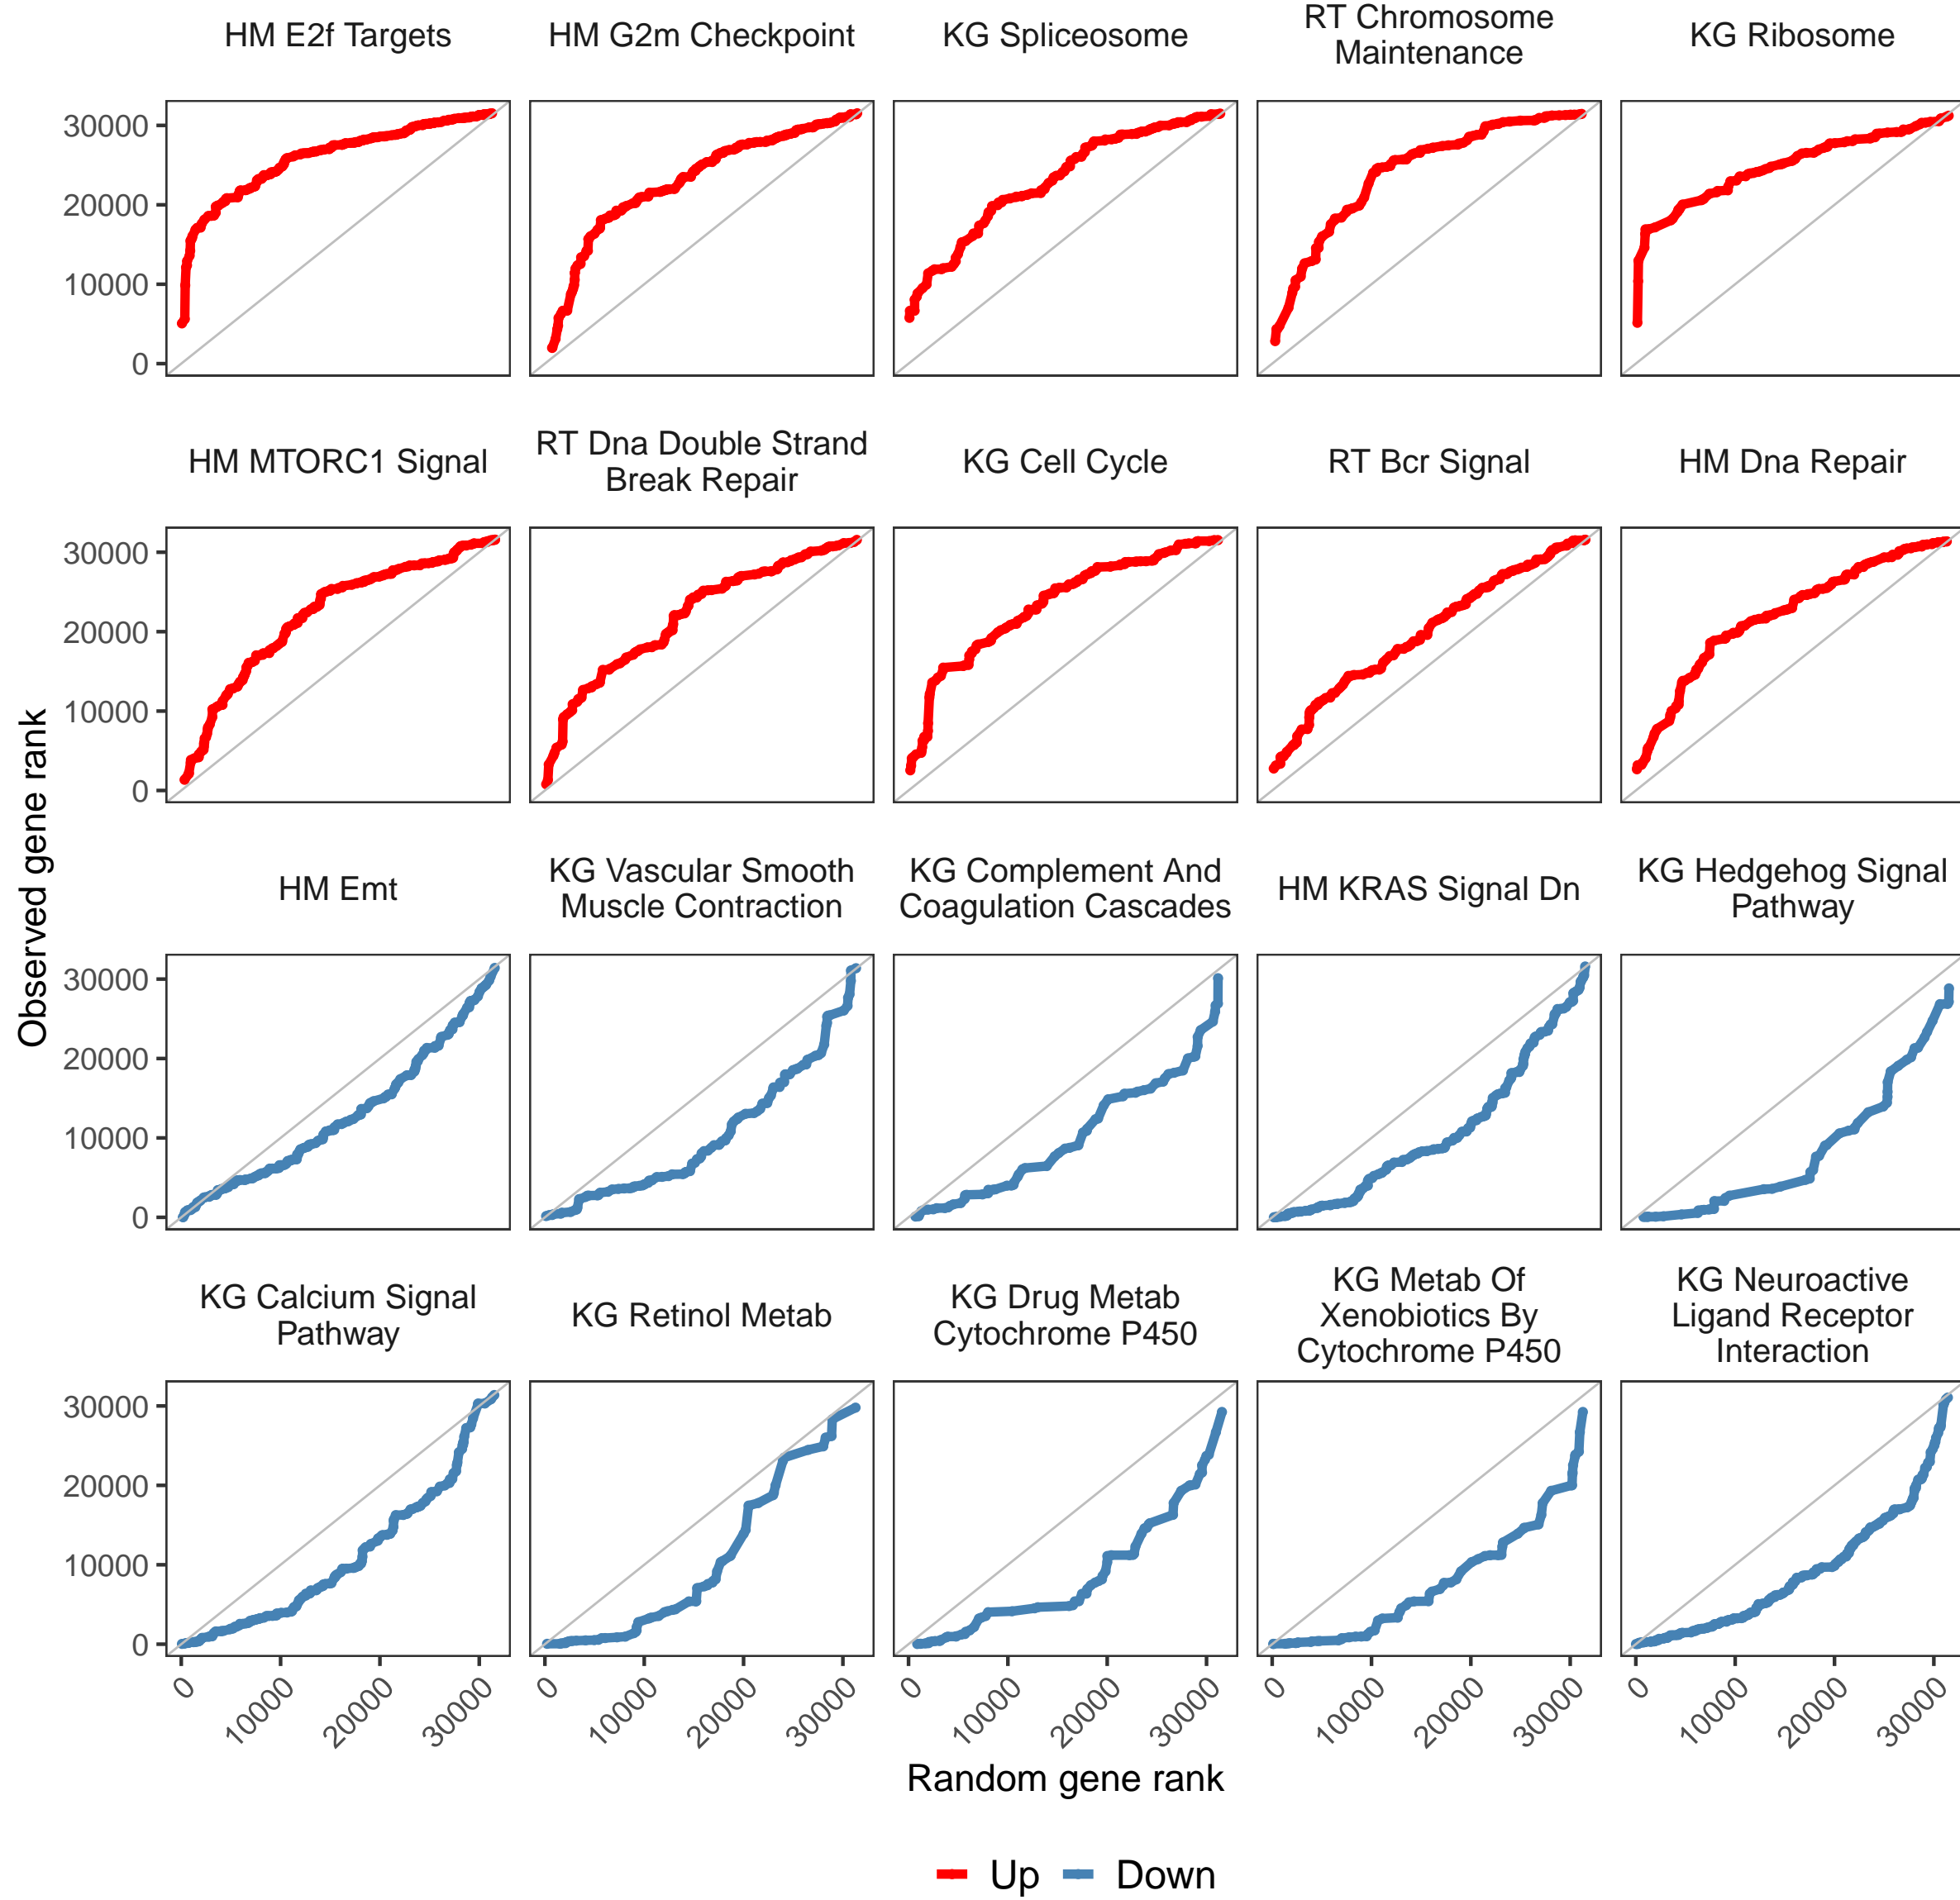 HM E2f Targets
HM G2m Checkpoint
KG Spliceosome
RT Chromosome
Maintenance
KG Ribosome
30000
20000
10000
0
HM MTORC1 Signal
RT Dna Double Strand
Break Repair
KG Cell Cycle
RT Bcr Signal
HM Dna Repair
30000
20000
10000
0
Observed gene rank
HM Emt
KG Vascular Smooth
Muscle Contraction
KG Complement And
Coagulation Cascades
HM KRAS Signal Dn
KG Hedgehog Signal
Pathway
30000
20000
10000
0
KG Calcium Signal
Pathway
KG Retinol Metab
KG Drug Metab
Cytochrome P450
KG Metab Of
Xenobiotics By
Cytochrome P450
KG Neuroactive
Ligand Receptor
Interaction
30000
20000
10000
0
0 10000 20000 30000
0 10000 20000 30000
0 10000 20000 30000
0 10000 20000 30000
0 10000 20000 30000
Random gene rank
Up Down